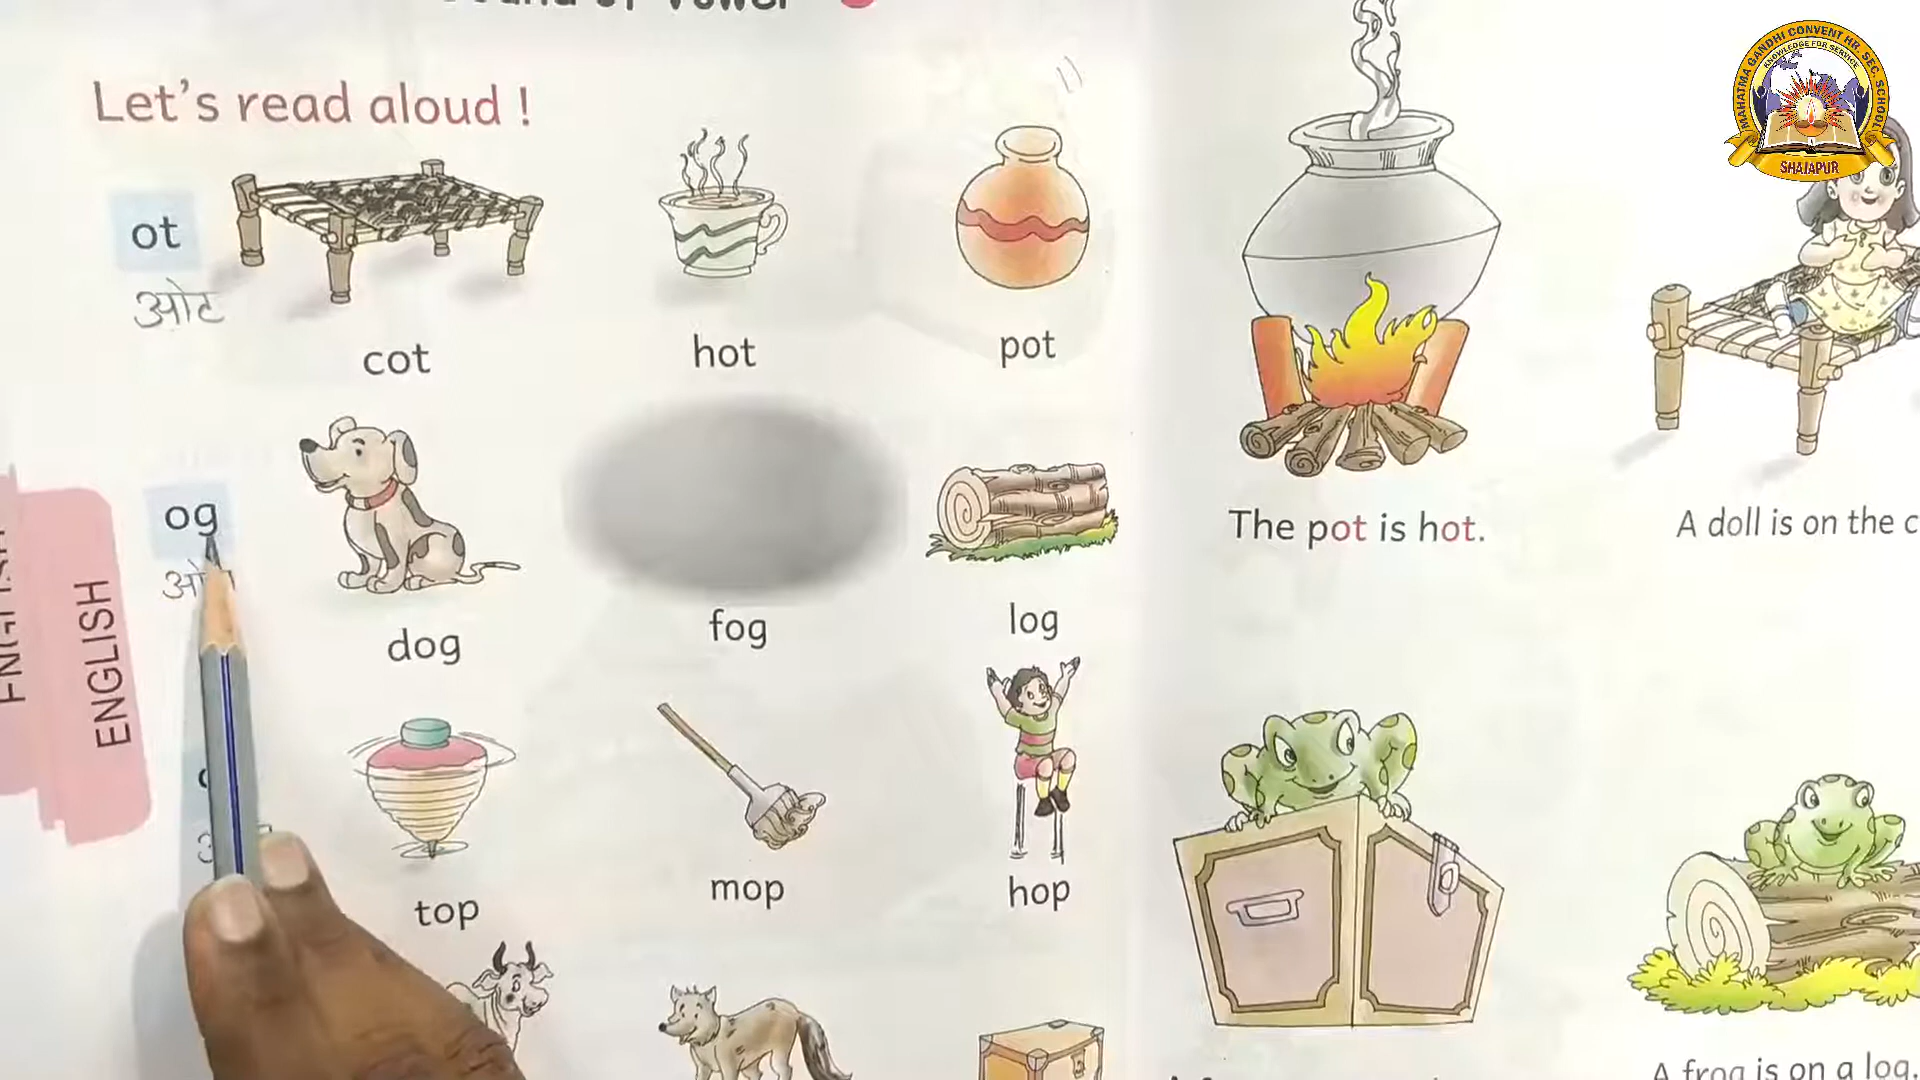 Let's read aloud !
ot
ओट
cot
hot
pot
og
dog
fog
log
top
mop
hop
ENGLISH
The pot is hot.
A doll is on the
A frog is on a log.
MAHATMA GANDHI CONVENT HR. SEC. SCHOOL
KNOWLEDGE FOR SERVICE
SHAJAPUR